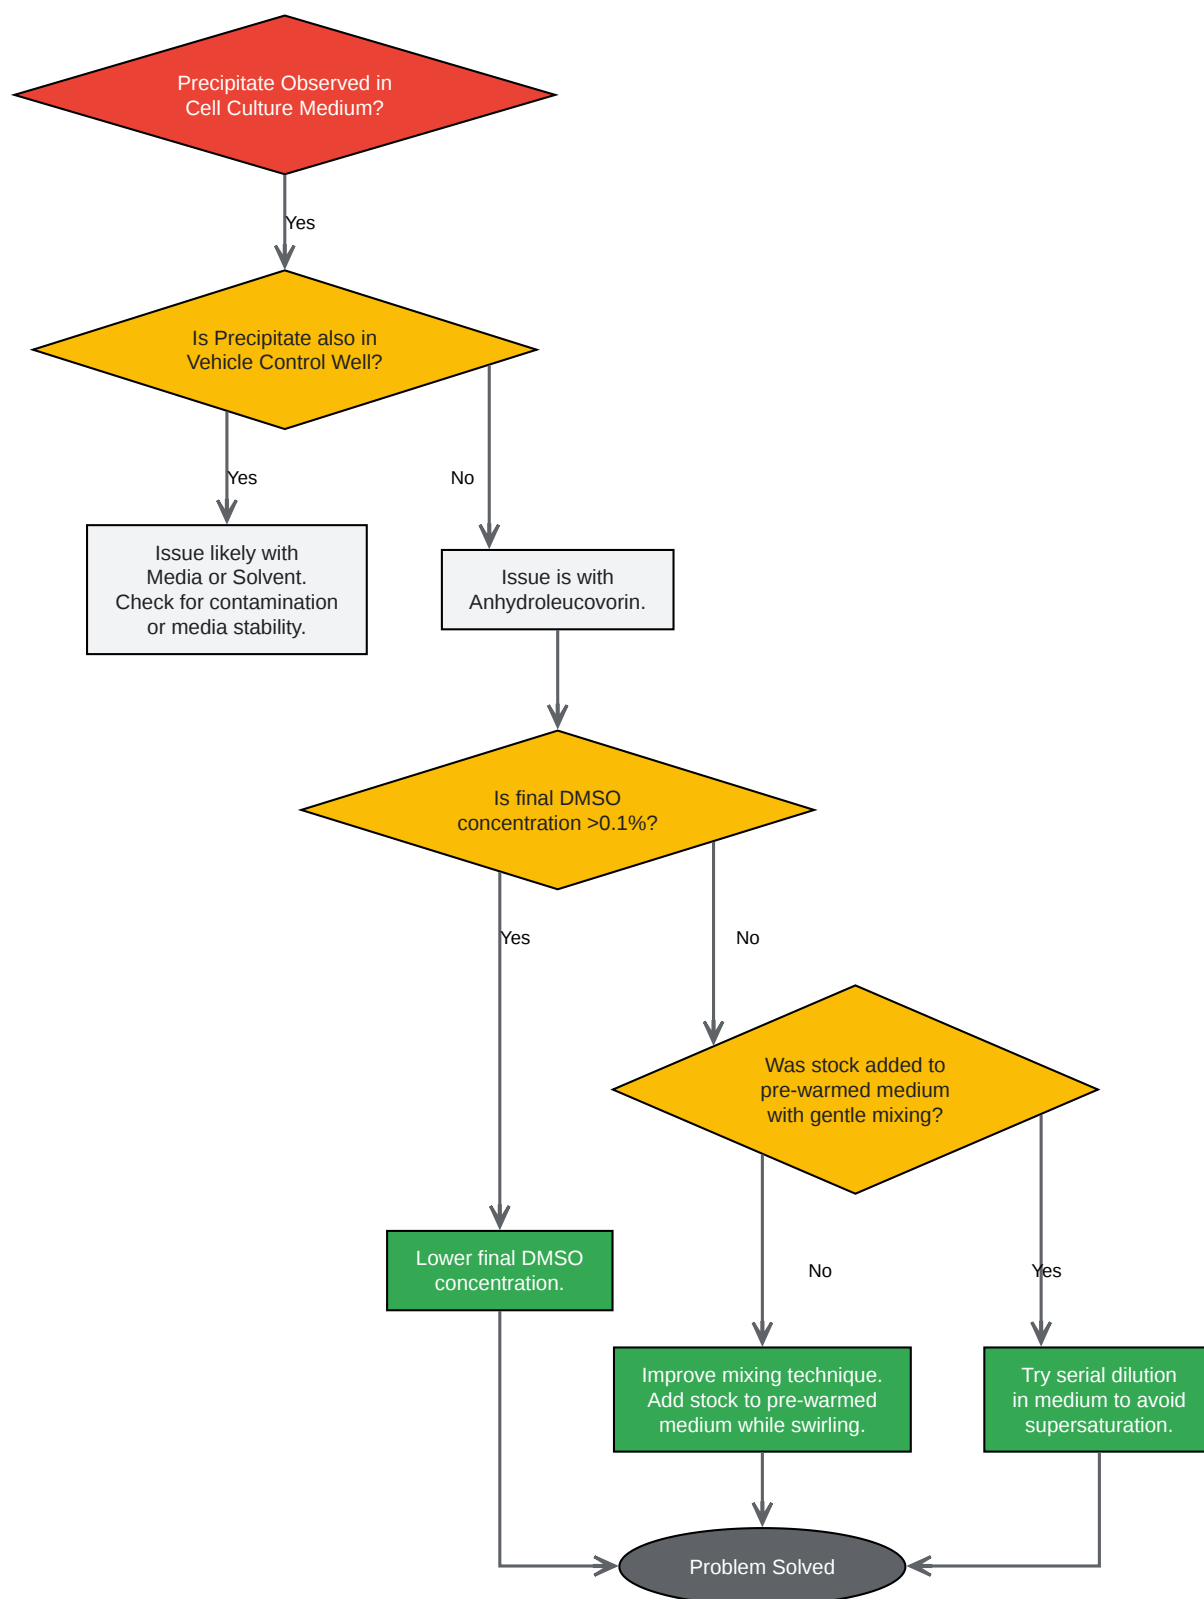 Precipitate Observed in
Cell Culture Medium?
Yes
Is Precipitate also in
Vehicle Control Well?
Yes
No
Issue likely with
Media or Solvent.
Check for contamination
or media stability.
Issue is with
Anhydroleucovorin.
Is final DMSO
concentration >0.1%?
Yes
No
Was stock added to
pre-warmed medium
with gentle mixing?
Lower final DMSO
concentration.
No
Yes
Improve mixing technique.
Add stock to pre-warmed
medium while swirling.
Try serial dilution
in medium to avoid
supersaturation.
Problem Solved